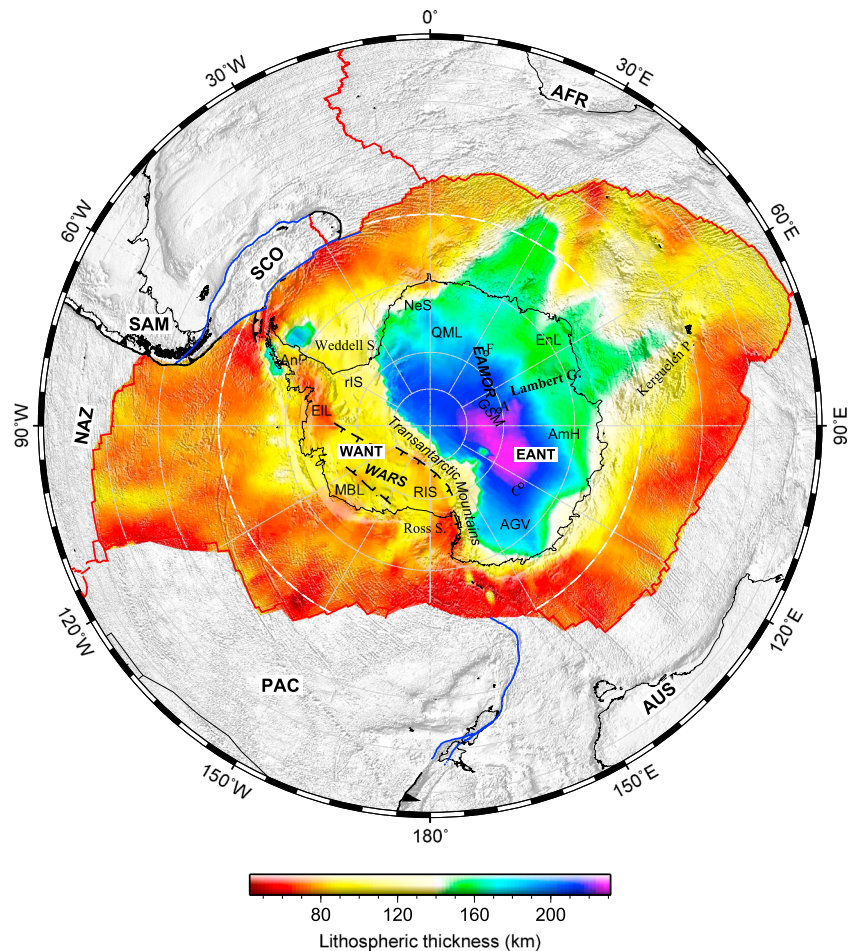 0°
30°W
30°E
AFR
60°W
60°E
SCO
SAM
NeS
QML
F
EnL
Weddell S.
EAMOR
AnP
Lambert G.
Kerguelen P.
rIS
GSM
EIL
90°W
NAZ
Transantarctic Mountains
AmH
90°E
WANT
EANT
WARS
MBL
RIS
C
AGV
Ross S.
120°W
120°E
PAC
AUS
150°W
150°E
180°
80
120
160
200
Lithospheric thickness (km)